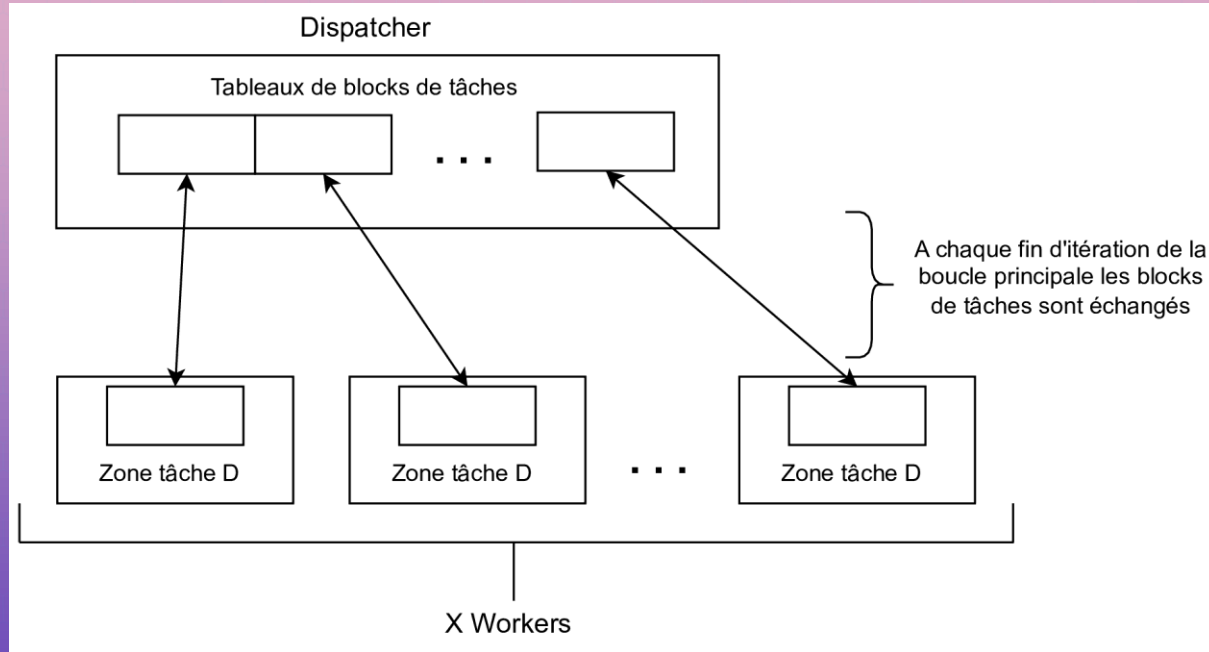 Dispatcher
Tableaux de blocks de tâches
. . .
A chaque fin d'itération de la
boucle principale les blocks
de tâches sont échangés
Zone tâche D
Zone tâche D
. . .
Zone tâche D
X Workers